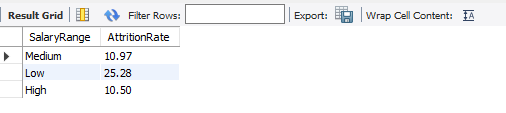 Result Grid Filter Rows: Export: Wrap Cell Content:
SalaryRange AttritionRate
Medium 10.97
Low 25.28
High 10.50